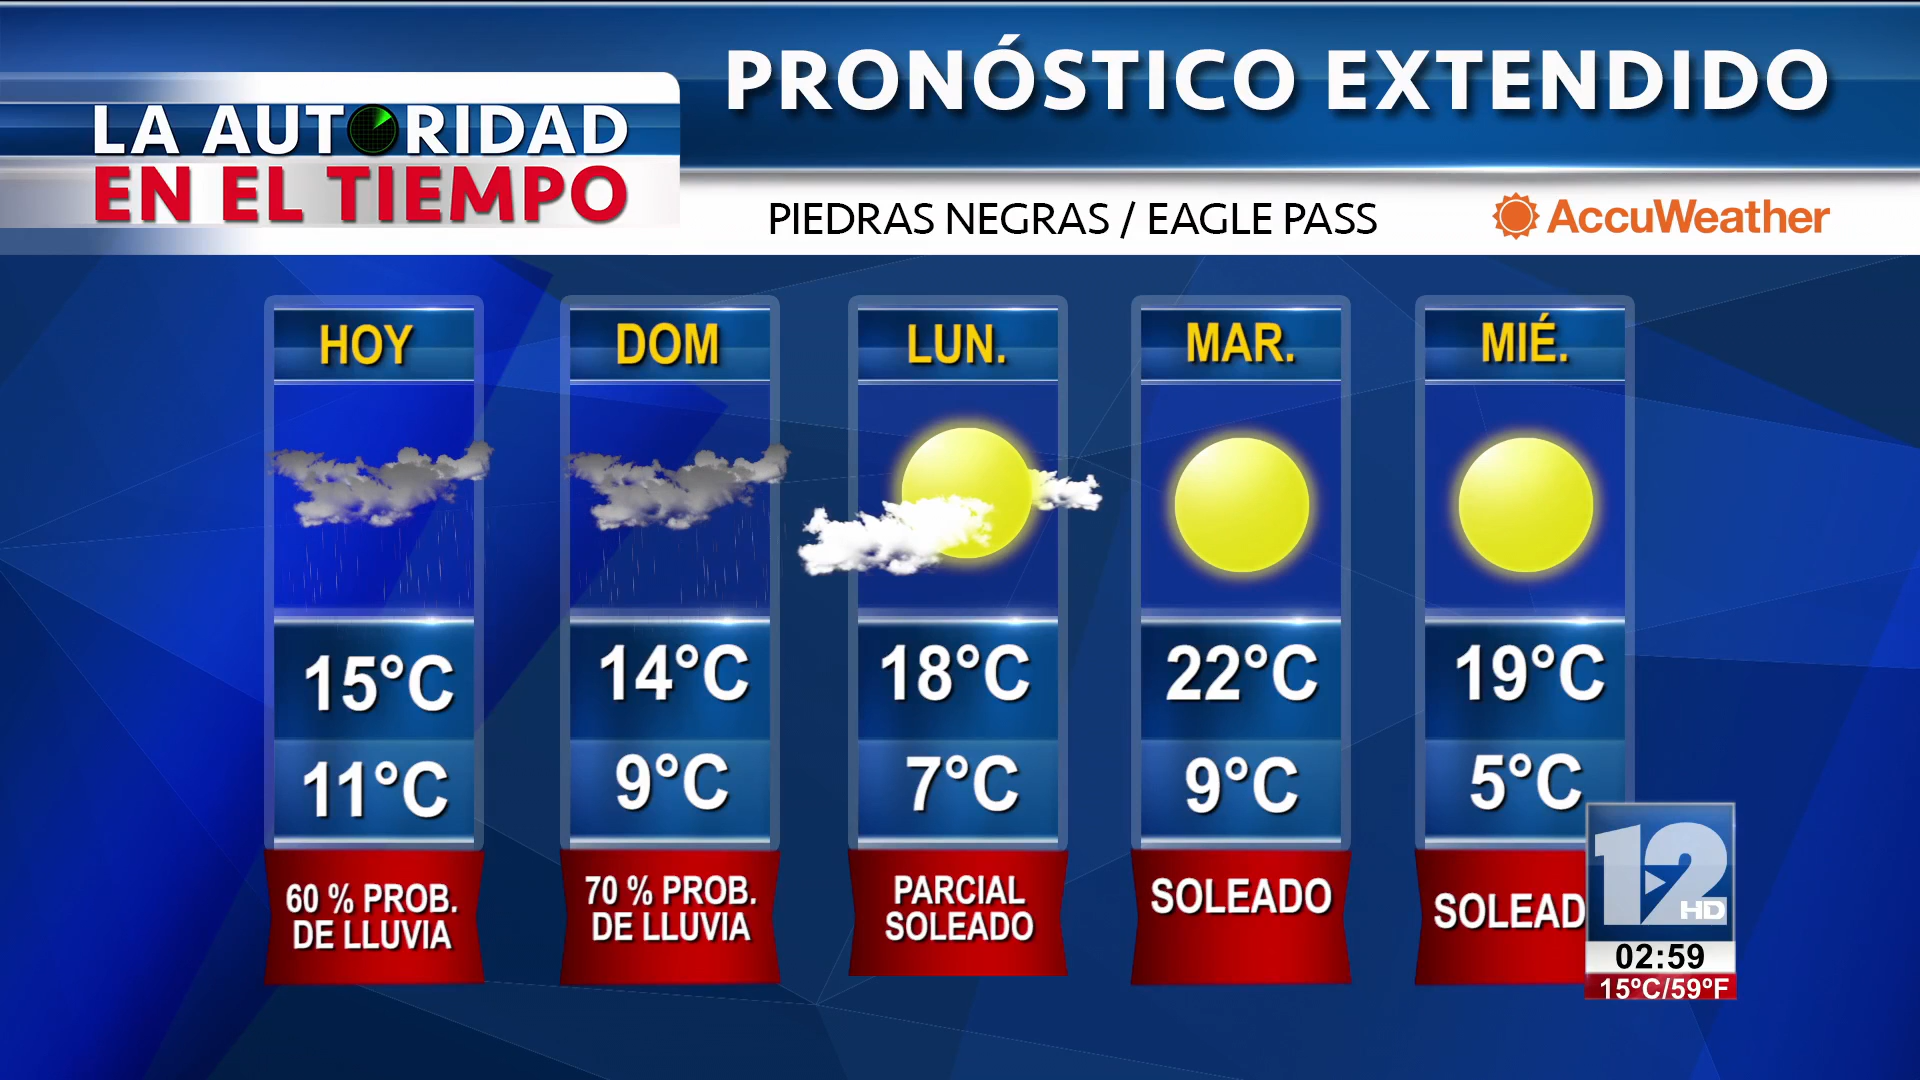 PRONÓSTICO EXTENDIDO
LA AUTORIDAD
EN EL TIEMPO
PIEDRAS NEGRAS / EAGLE PASS
AccuWeather
HOY
15°C
11°C
60 % PROB.
DE LLUVIA
DOM
14°C
9°C
70 % PROB.
DE LLUVIA
LUN.
18°C
7°C
PARCIAL
SOLEADO
MAR.
22°C
9°C
SOLEADO
MIÉ.
19°C
5°C
SOLEAD
12
HD
02:59
15°C/59°F